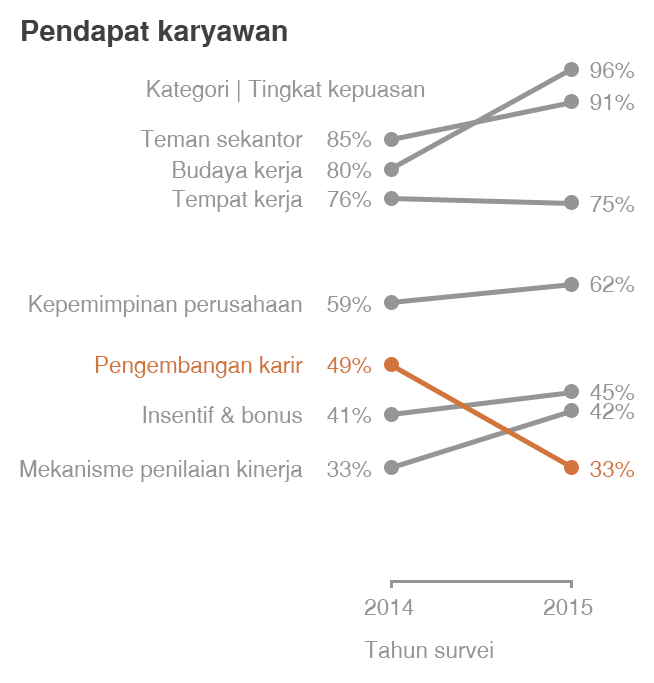 Pendapat karyawan
96%
Kategori | Tingkat kepuasan
91%
Teman sekantor 85%
Budaya kerja 80%
Tempat kerja 76% 75%
62%
Kepemimpinan perusahaan 59%
Pengembangan karir 49%
45%
Insentif & bonus 41% 42%
Mekanisme penilaian kinerja 33% 33%
2014 2015
Tahun survei